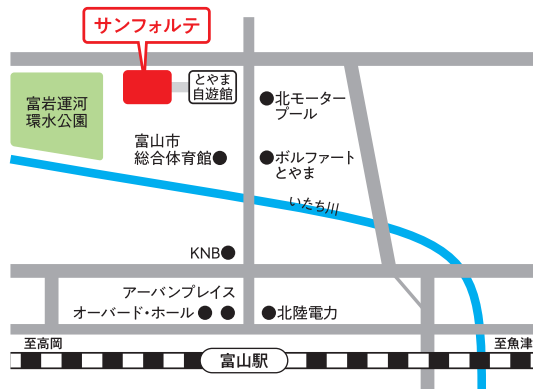 サンフォルテ
とやま
自遊館
富岩運河
環水公園
北モーター
プール
富山市
総合体育館
ボルファート
とやま
いたち川
KNB
アーバンプレイス
オーバード・ホール
北陸電力
至高岡
至魚津
富山駅